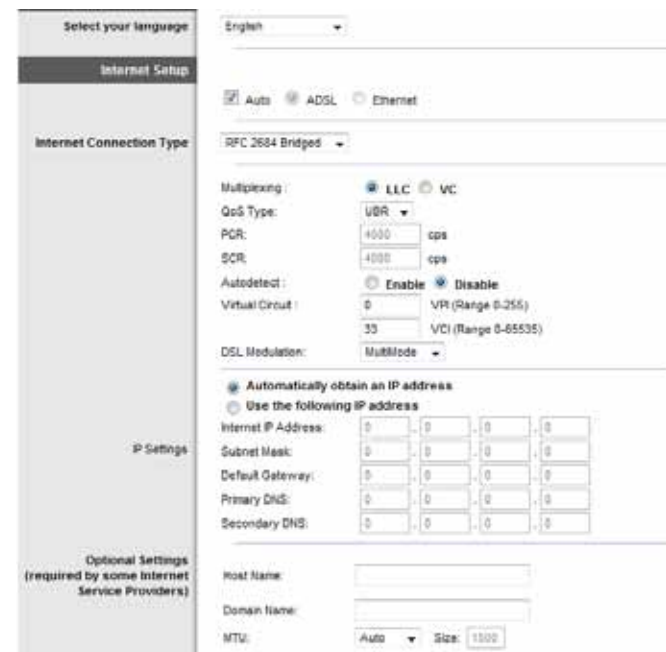 Select your language English
Internet Setup
Auto ADSL Ethernet
Internet Connection Type RFC 2684 Bridged
Multiplexing : LLC VC
QoS Type: UBR
PCR: 4000 cps
SCR: 4000 cps
Autodetect : Enable Disable
Virtual Circuit : 0 VPI (Range 0-255)
33 VCI (Range 0-65535)
DSL Modulation: MultiMode
Automatically obtain an IP address
Use the following IP address
Internet IP Address: 0 . 0 . 0 . 0
IP Settings Subnet Mask: 0 . 0 . 0 . 0
Default Gateway: 0 . 0 . 0 . 0
Primary DNS: 0 . 0 . 0 . 0
Secondary DNS: 0 . 0 . 0 . 0
Optional Settings
(required by some Internet
Service Providers)
Host Name:
Domain Name:
MTU: Auto Size: 1500